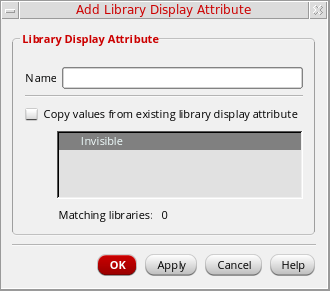 Add Library Display Attribute
Library Display Attribute
Name
Copy values from existing library display attribute
Invisible
Matching libraries: 0
OK Apply Cancel Help